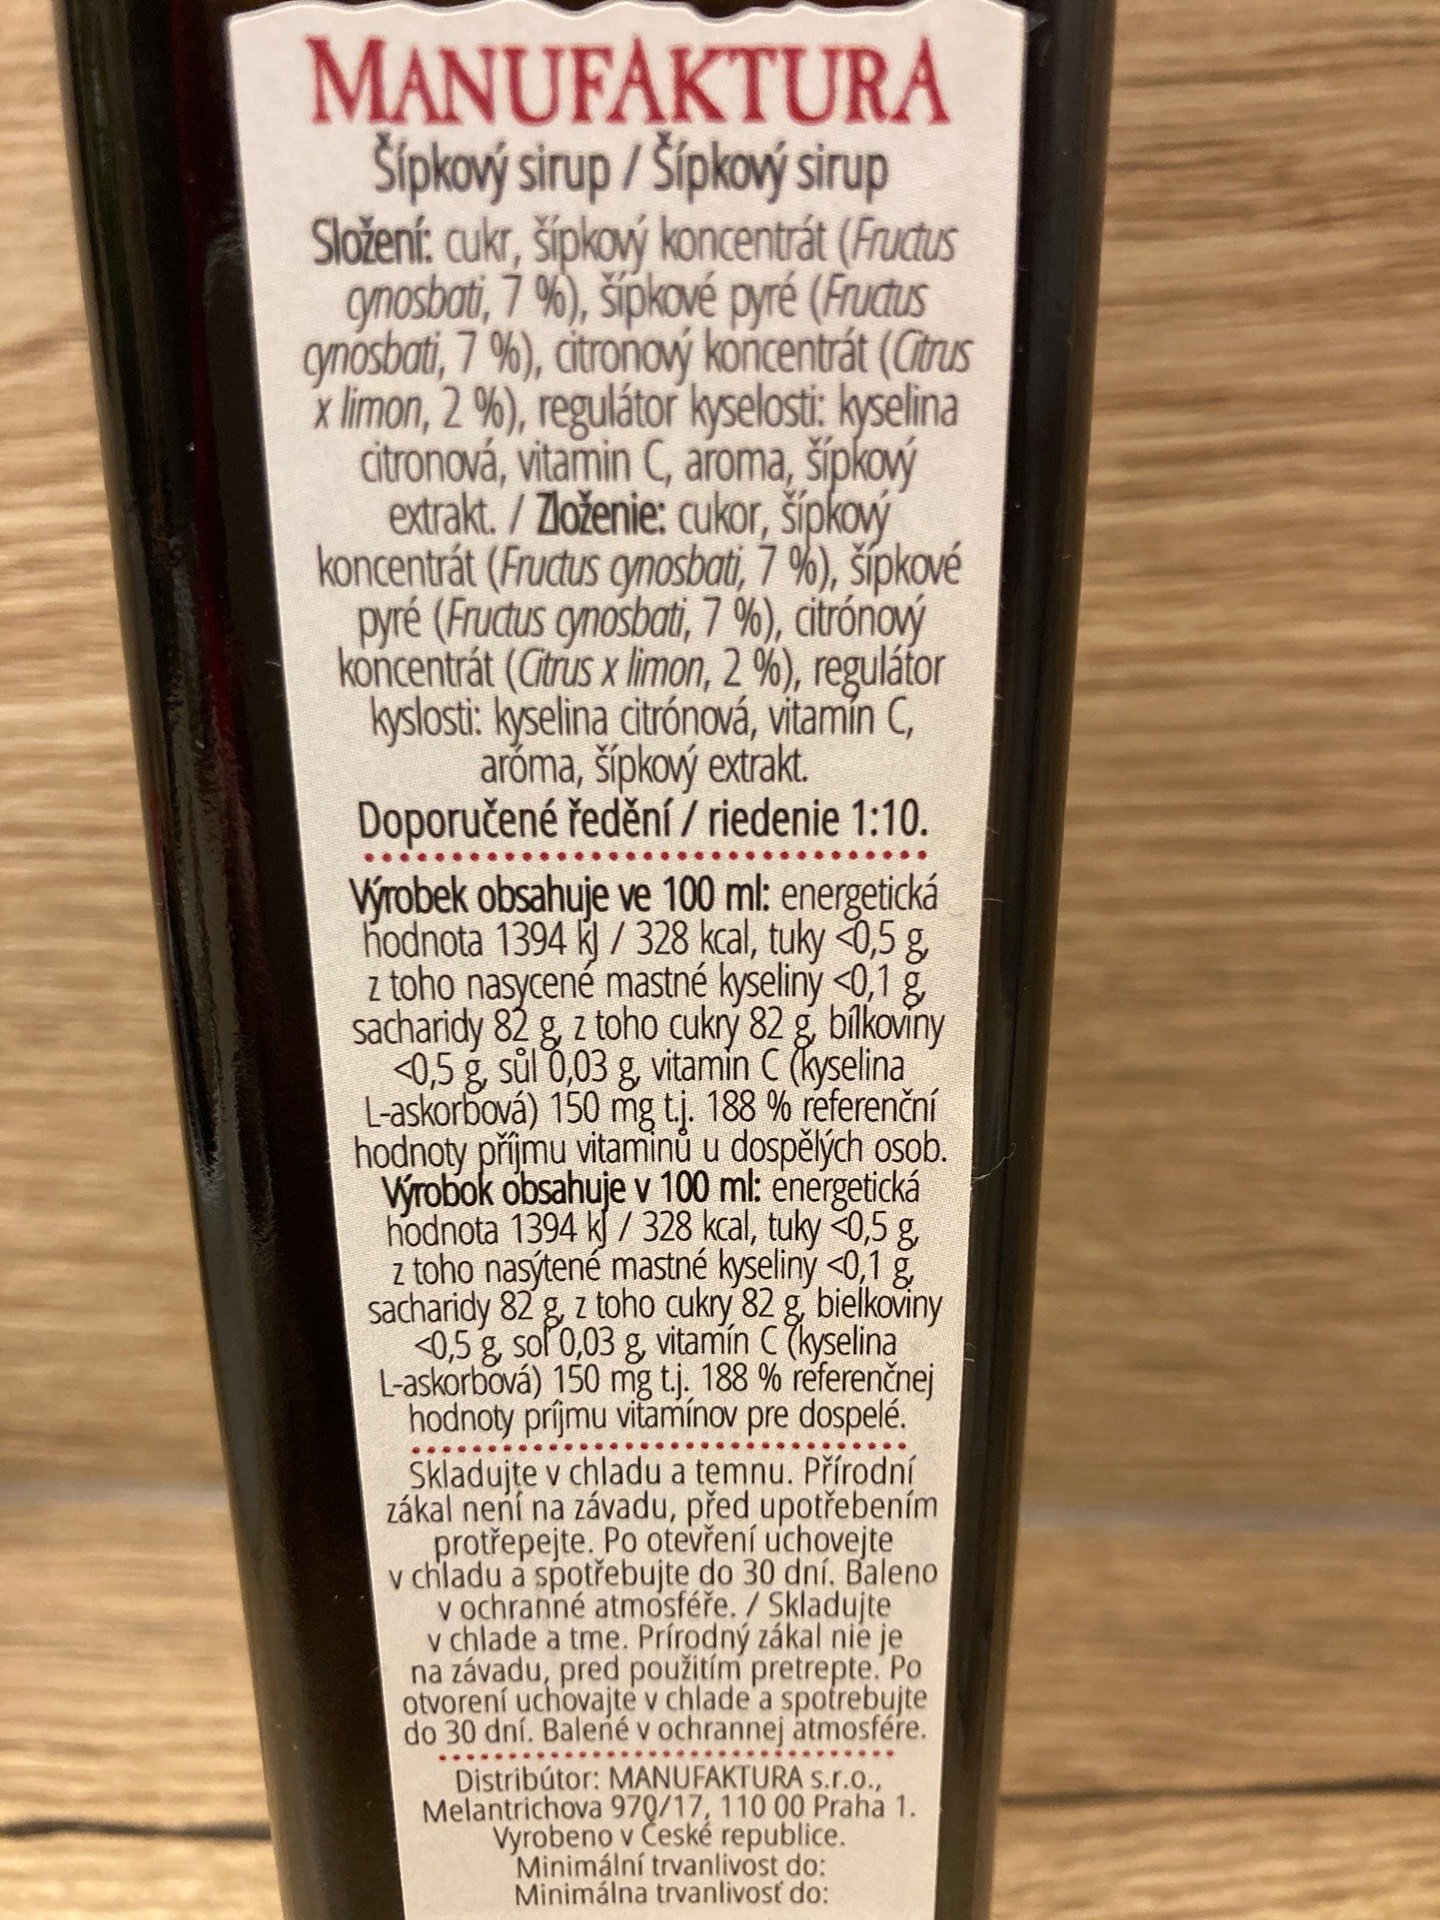 MANUFAKTURA
Šípkový sirup / Šípkový sirup
Složení: cukr, šípkový koncentrát (Fructus
cynosbati, 7 %), šípkové pyré (Fructus
cynosbati, 7 %), citronový koncentrát (Citrus
x limon, 2 %), regulátor kyselosti: kyselina
citronová, vitamin C, aroma, šípkový
extrakt. / Zloženie: cukor, šípkový
koncentrát (Fructus cynosbati, 7 %), šípkové
pyré (Fructus cynosbati, 7 %), citrónový
koncentrát (Citrus x limon, 2 %), regulátor
kyslosti: kyselina citrónová, vitamín C,
aróma, šípkový extrakt.
Doporučené ředění / riedenie 1:10.
Výrobek obsahuje ve 100 ml: energetická
hodnota 1394 kJ / 328 kcal, tuky <0,5 g,
z toho nasycené mastné kyseliny <0,1 g,
sacharidy 82 g, z toho cukry 82 g, bílkoviny
<0,5 g, sůl 0,03 g, vitamin C (kyselina
L-askorbová) 150 mg t.j. 188 % referenční
hodnoty příjmu vitaminů u dospělých osob.
Výrobok obsahuje v 100 ml: energetická
hodnota 1394 kJ / 328 kcal, tuky <0,5 g,
z toho nasýtené mastné kyseliny <0,1 g,
sacharidy 82 g, z toho cukry 82 g, bielkoviny
<0,5 g, soľ 0,03 g, vitamín C (kyselina
L-askorbová) 150 mg t.j. 188 % referenčnej
hodnoty príjmu vitamínov pre dospelé.
Skladujte v chladu a temnu. Přírodní
zákal není na závadu, před upotřebením
protřepejte. Po otevření uchovejte
v chladu a spotřebujte do 30 dní. Baleno
v ochranné atmosféře. / Skladujte
v chlade a tme. Prírodný zákal nie je
na závadu, pred použitím pretrepte. Po
otvorení uchovajte v chlade a spotrebujte
do 30 dní. Balené v ochrannej atmosfére.
Distribútor: MANUFAKTURA s.r.o.,
Melantrichova 970/17, 110 00 Praha 1.
Vyrobeno v České republice.
Minimální trvanlivost do:
Minimálna trvanlivosť do: